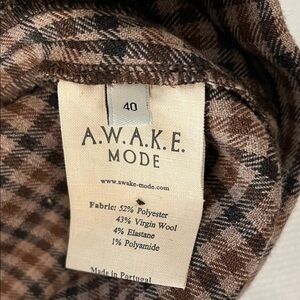 40
A.W.A.K.E.
MODE
www.awake-mode.com
Fabric: 52% Polyester
43% Virgin Wool
4% Elastane
1% Polyamide
Made in Portugal